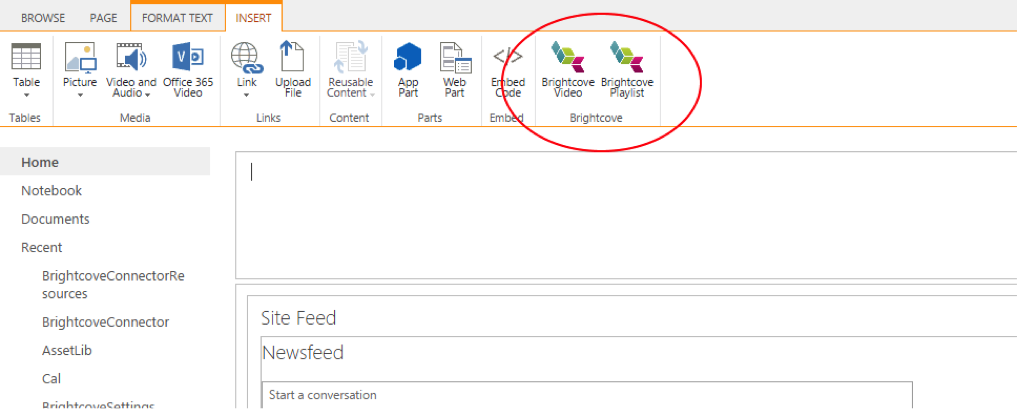 BROWSE PAGE FORMAT TEXT INSERT
Table Picture Video and Audio Office 365 Video Link Upload File Reusable Content App Part Web Part Embed Code Brightcove Video Brightcove Playlist
Tables Media Links Content Parts Embed Brightcove
Home
Notebook
Documents
Recent
BrightcoveConnectorRe
sources
BrightcoveConnector
AssetLib
Cal
BrightcoveSettings
Site Feed
Newsfeed
Start a conversation